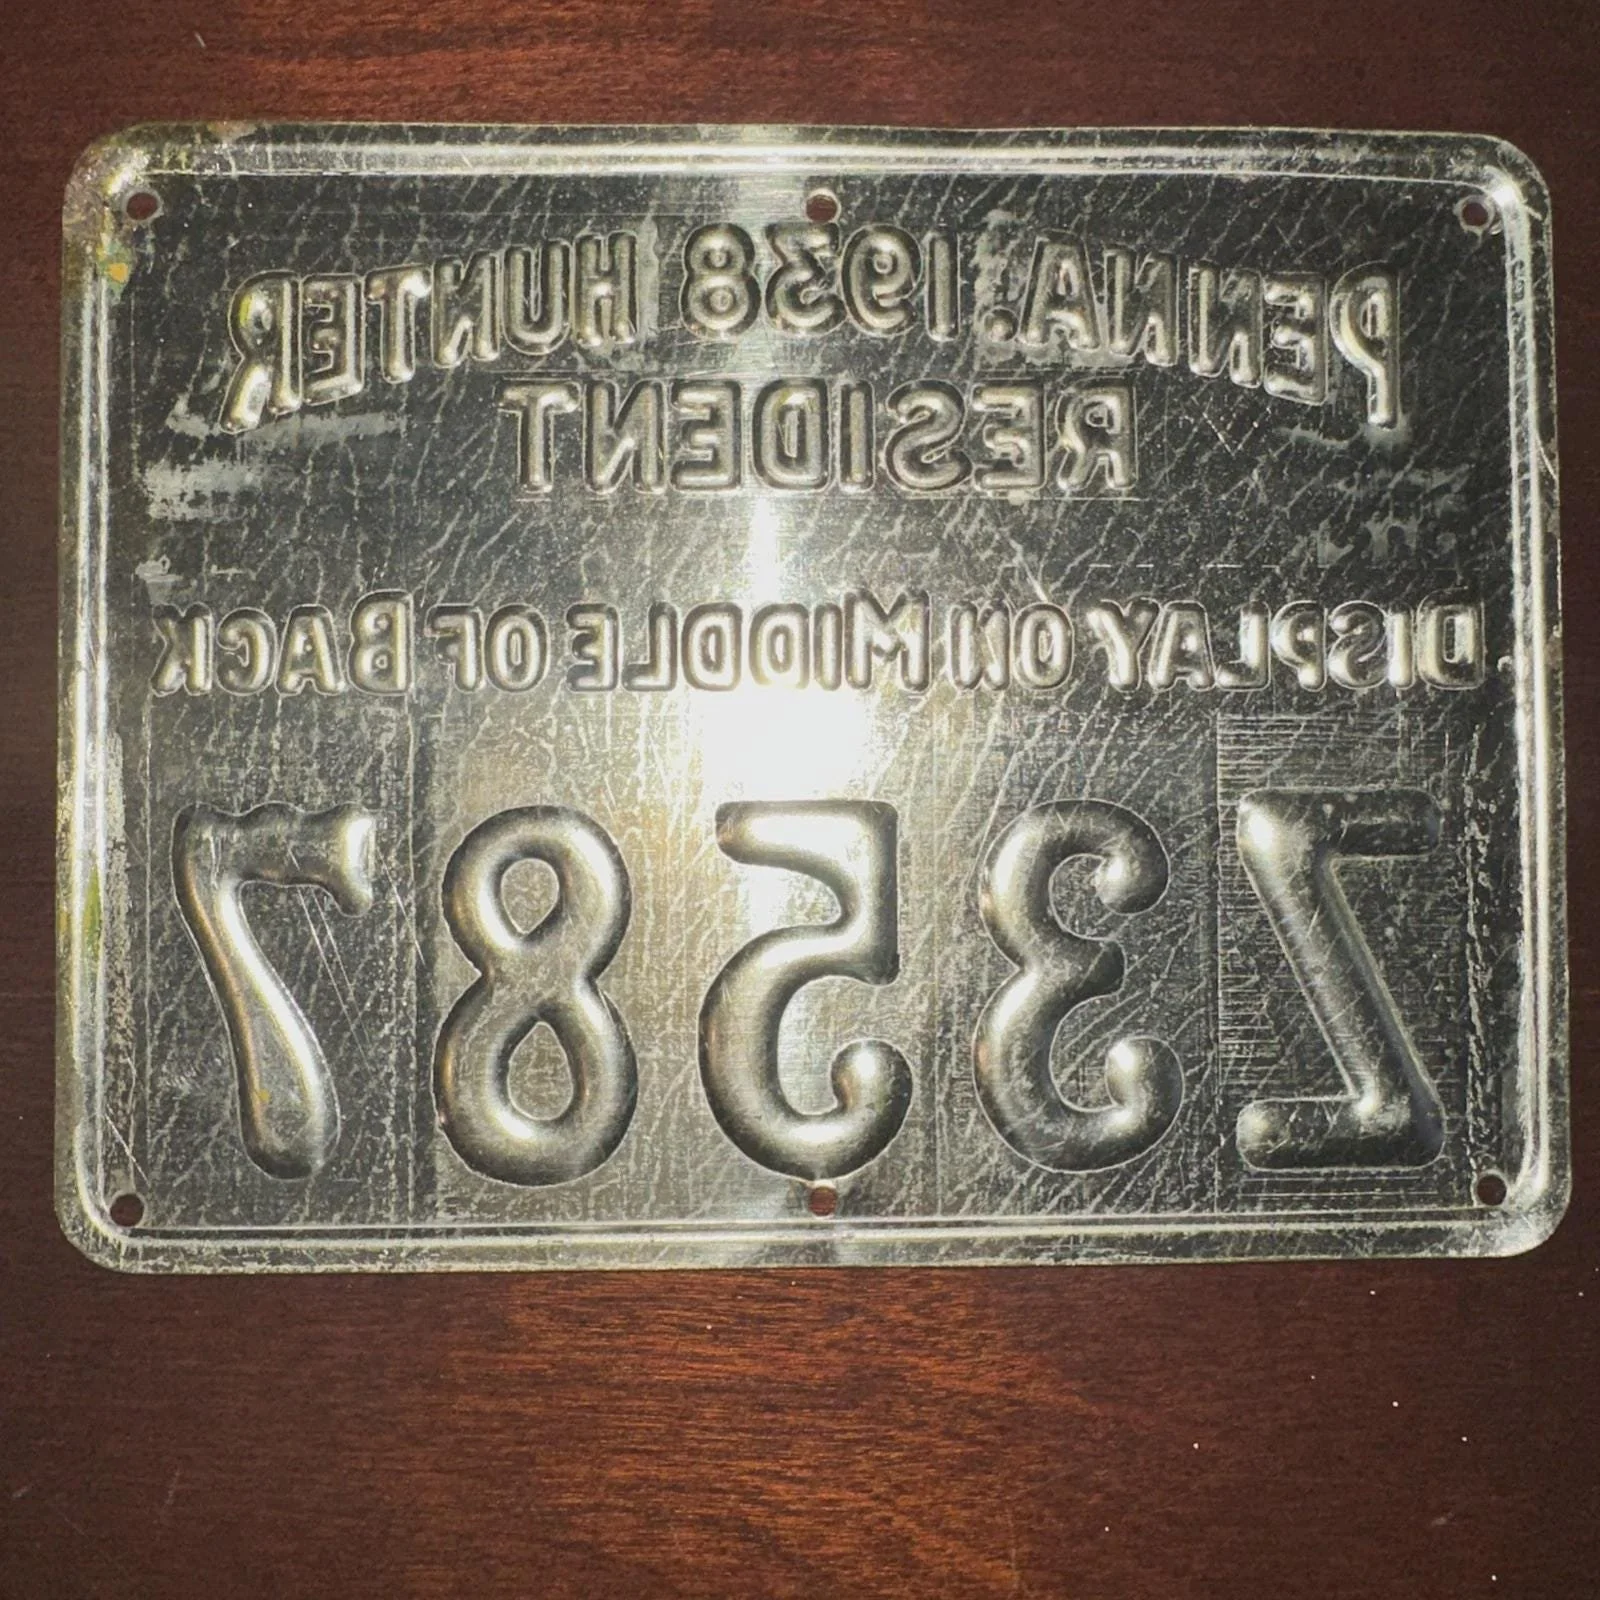 PENNA. 1938 HUNTER
RESIDENT
DISPLAY ON MIDDLE OF BACK
Z3587